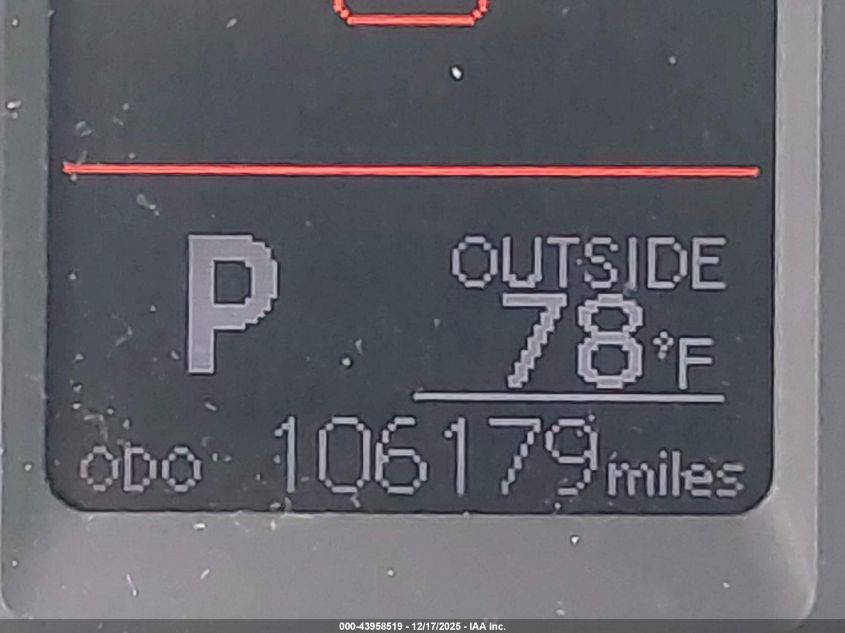 P
OUTSIDE
78°F
ODO 106179 miles
000-43958519 - 12/17/2025 - IAA Inc.